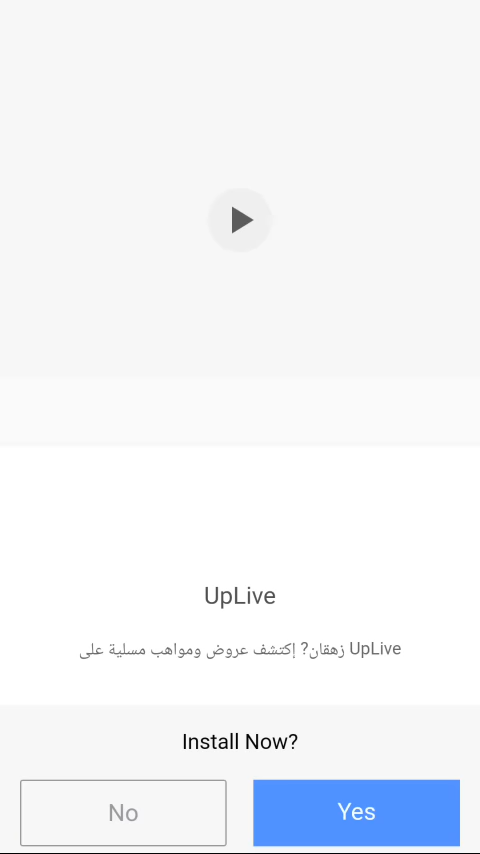 UpLive
زهقان? إكتشف عروض ومواهب مسلية على UpLive
Install Now?
No
Yes